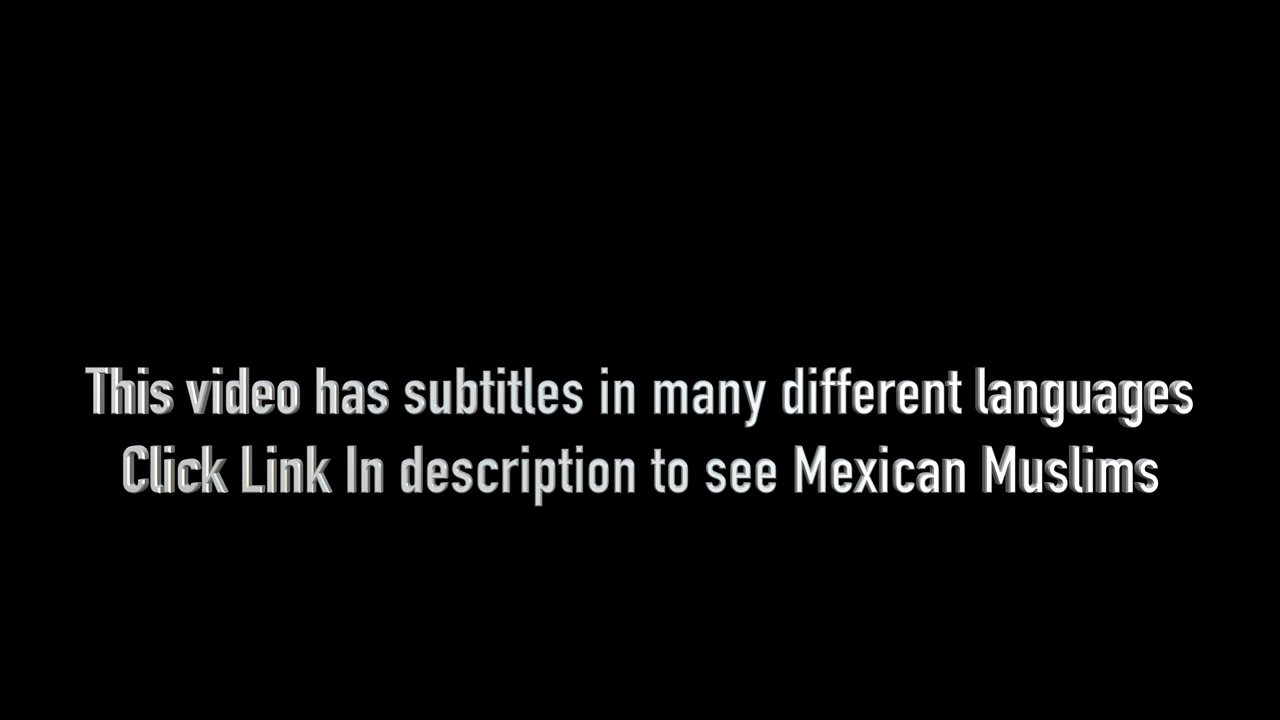 This video has subtitles in many different languages
Click Link In description to see Mexican Muslims